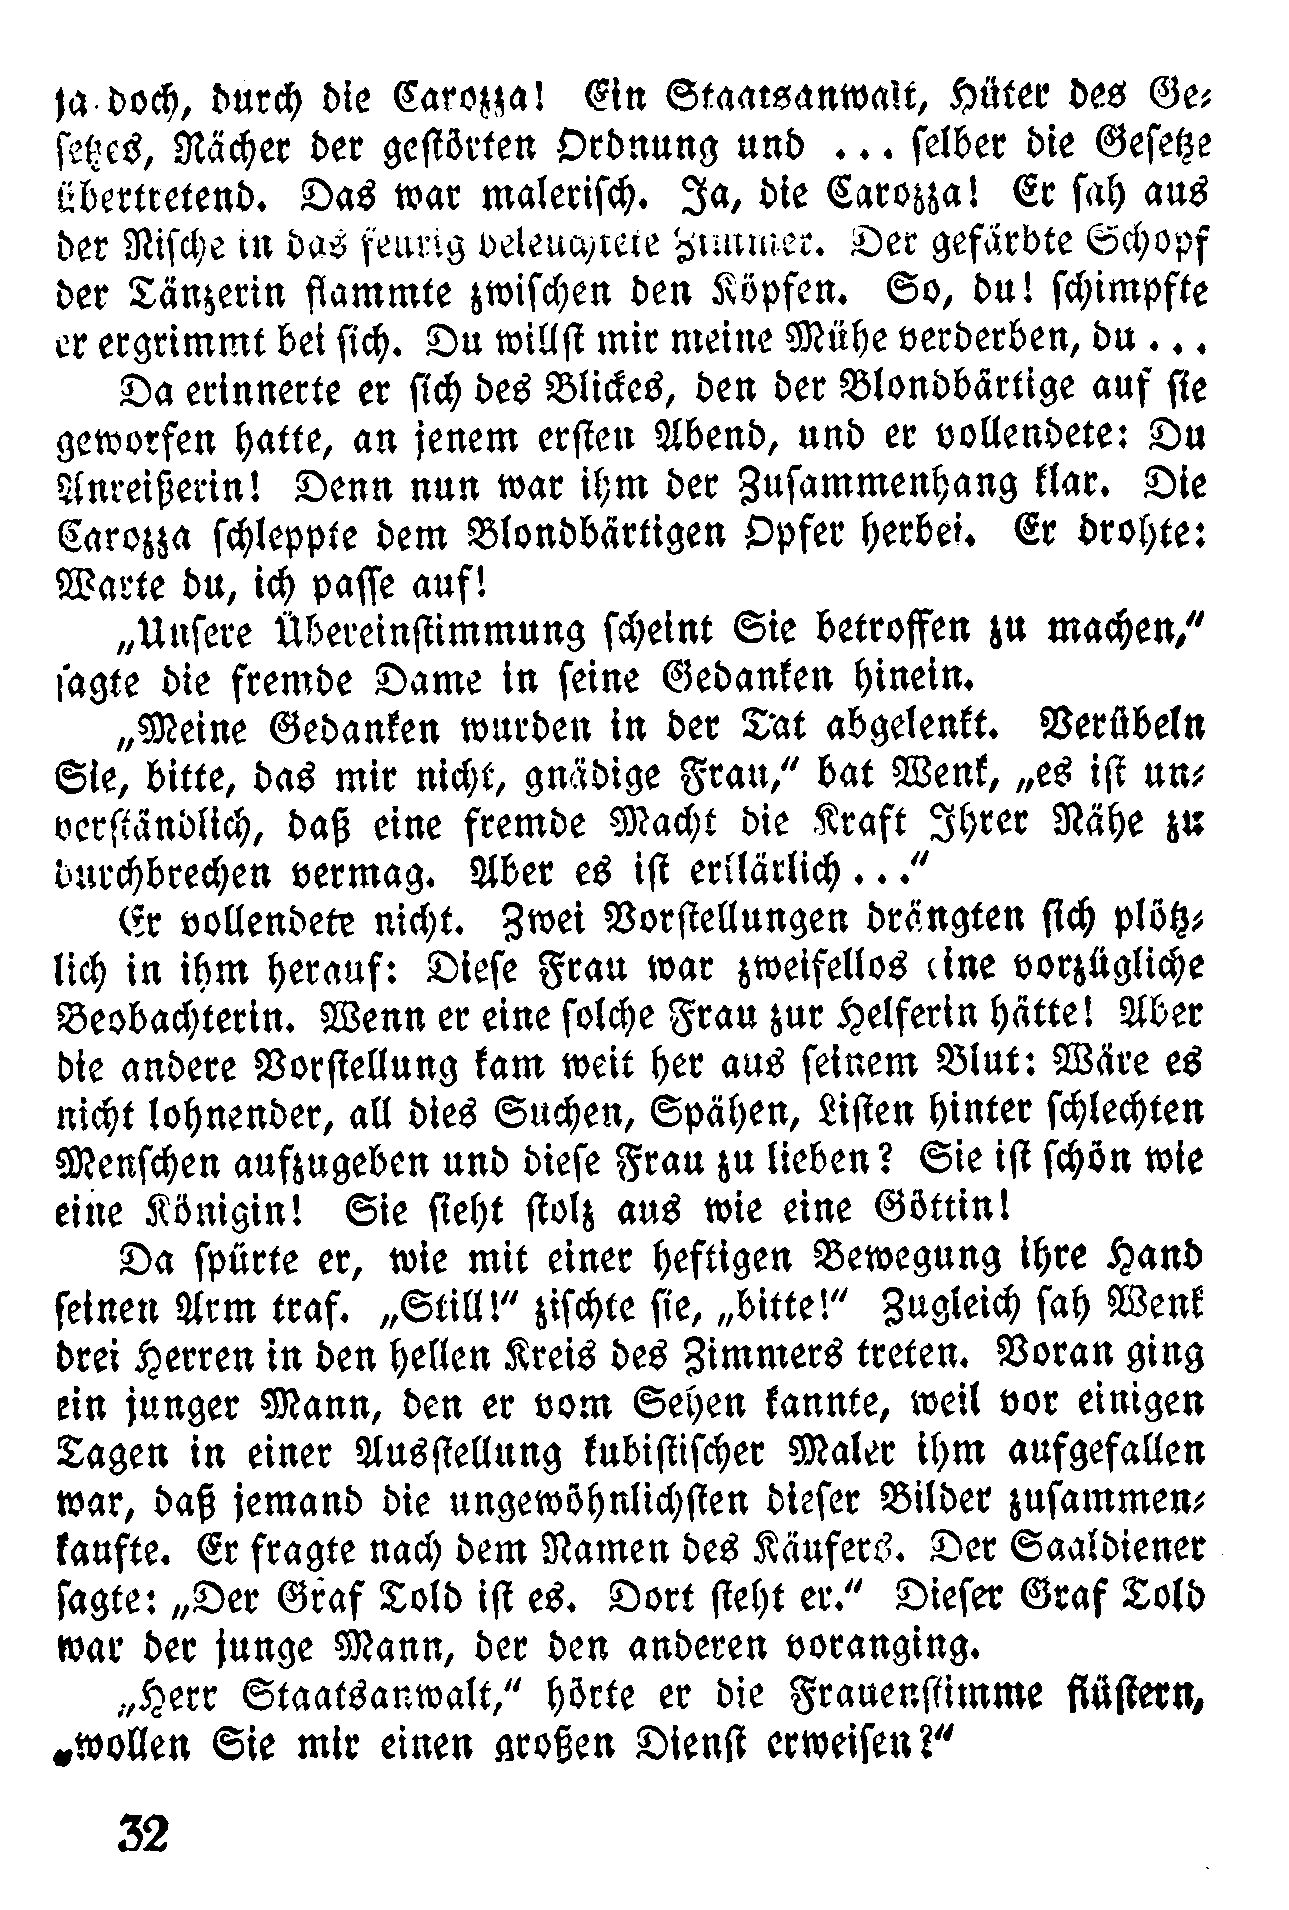 ja doch, durch die Carozza! Ein Staatsanwalt, Hüter des Ge-
setzes, Rächer der gestörten Ordnung und ... selber die Gesetze
übertretend. Das war malerisch. Ja, die Carozza! Er sah aus
der Nische in das feurig beleuchtete Zimmer. Der gefärbte Schopf
der Tänzerin flammte zwischen den Köpfen. So, du! schimpfte
er ergrimmt bei sich. Du willst mir meine Mühe verderben, du ...
Da erinnerte er sich des Blickes, den der Blondbärtige auf sie
geworfen hatte, an jenem ersten Abend, und er vollendete: Du
Anreißerin! Denn nun war ihm der Zusammenhang klar. Die
Carozza schleppte dem Blondbärtigen Opfer herbei. Er drohte:
Warte du, ich passe auf!
„Unsere Übereinstimmung scheint Sie betroffen zu machen,“
sagte die fremde Dame in seine Gedanken hinein.
„Meine Gedanken wurden in der Tat abgelenkt. Verübeln
Sie, bitte, das mir nicht, gnädige Frau,“ bat Wenk, „es ist un-
verständlich, daß eine fremde Macht die Kraft Ihrer Nähe zu
durchbrechen vermag. Aber es ist erklärlich ...“
Er vollendete nicht. Zwei Vorstellungen drängten sich plötz-
lich in ihm herauf: Diese Frau war zweifellos eine vorzügliche
Beobachterin. Wenn er eine solche Frau zur Helferin hätte! Aber
die andere Vorstellung kam weit her aus seinem Blut: Wäre es
nicht lohnender, all dies Suchen, Spähen, Listen hinter schlechten
Menschen aufzugeben und diese Frau zu lieben? Sie ist schön wie
eine Königin! Sie sieht stolz aus wie eine Göttin!
Da spürte er, wie mit einer heftigen Bewegung ihre Hand
seinen Arm traf. „Still!“ zischte sie, „bitte!“ Zugleich sah Wenk
drei Herren in den hellen Kreis des Zimmers treten. Voran ging
ein junger Mann, den er vom Sehen kannte, weil vor einigen
Tagen in einer Ausstellung kubistischer Maler ihm aufgefallen
war, daß jemand die ungewöhnlichsten dieser Bilder zusammen-
kaufte. Er fragte nach dem Namen des Käufers. Der Saaldiener
sagte: „Der Graf Told ist es. Dort steht er.“ Dieser Graf Told
war der junge Mann, der den anderen voranging.
„Herr Staatsanwalt,“ hörte er die Frauenstimme flüstern,
„wollen Sie mir einen großen Dienst erweisen?“
32